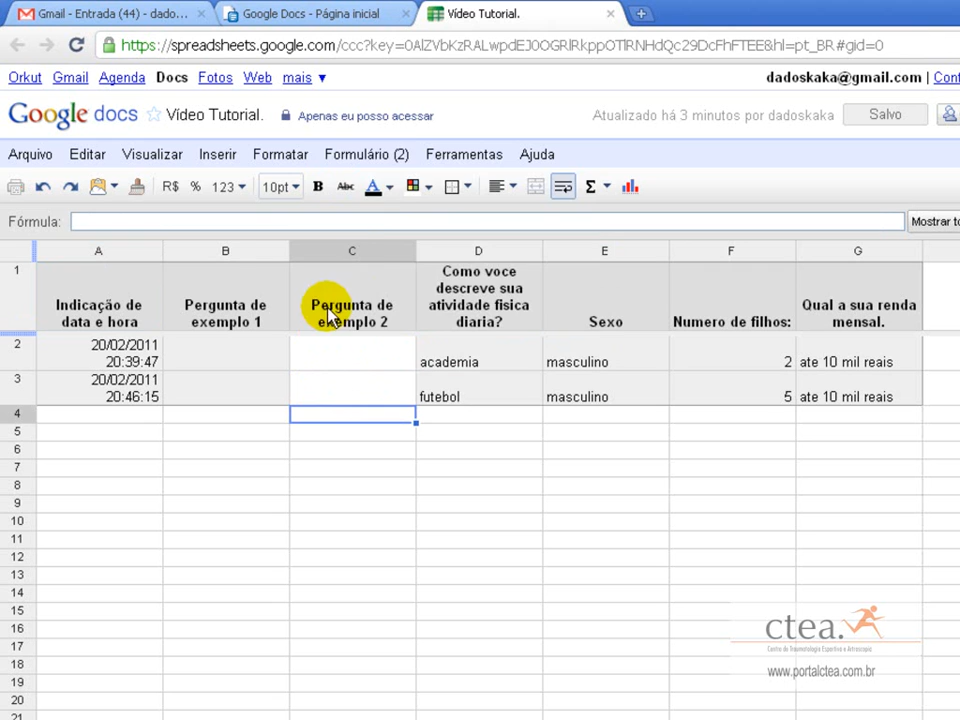 Gmail - Entrada (44) - dado...
Google Docs - Página inicial
Vídeo Tutorial.
https://spreadsheets.google.com/ccc?key=0AlZVbKzRALwpdEJ0OGRlRkppOTlRNHdQc29DcFhFTEE&hl=pt_BR#gid=0
Orkut Gmail Agenda Docs Fotos Web mais ▼
dadoskaka@gmail.com |
Google docs Vídeo Tutorial. Apenas eu posso acessar
Atualizado há 3 minutos por dadoskaka Salvo
Arquivo Editar Visualizar Inserir Formatar Formulário (2) Ferramentas Ajuda
R$ % 123 10pt B Abc A Σ
Fórmula: Mostrar
A B C D E F G
1
Indicação de data e hora
Pergunta de exemplo 1
Pergunta de exemplo 2
Como voce descreve sua atividade fisica diaria?
Sexo
Numero de filhos:
Qual a sua renda mensal.
2 20/02/2011 20:39:47 academia masculino 2 ate 10 mil reais
3 20/02/2011 20:46:15 futebol masculino 5 ate 10 mil reais
4
5
6
7
8
9
10
11
12
13
14
15
16
17
18
19
20
21
ctea.
Centro de Traumatologia Esportiva e Artroscopia
www.portalctea.com.br